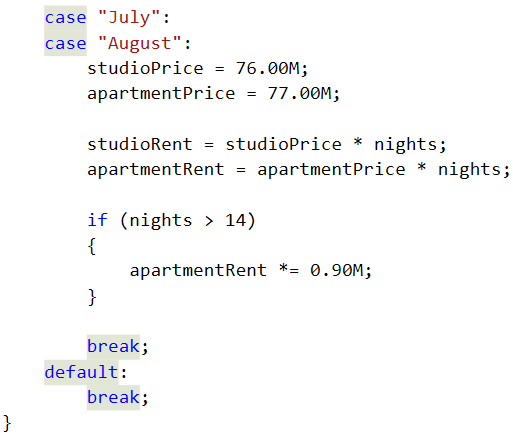 case "July":
case "August":
studioPrice = 76.00M;
apartmentPrice = 77.00M;
studioRent = studioPrice * nights;
apartmentRent = apartmentPrice * nights;
if (nights > 14)
{
apartmentRent *= 0.90M;
}
break;
default:
break;
}